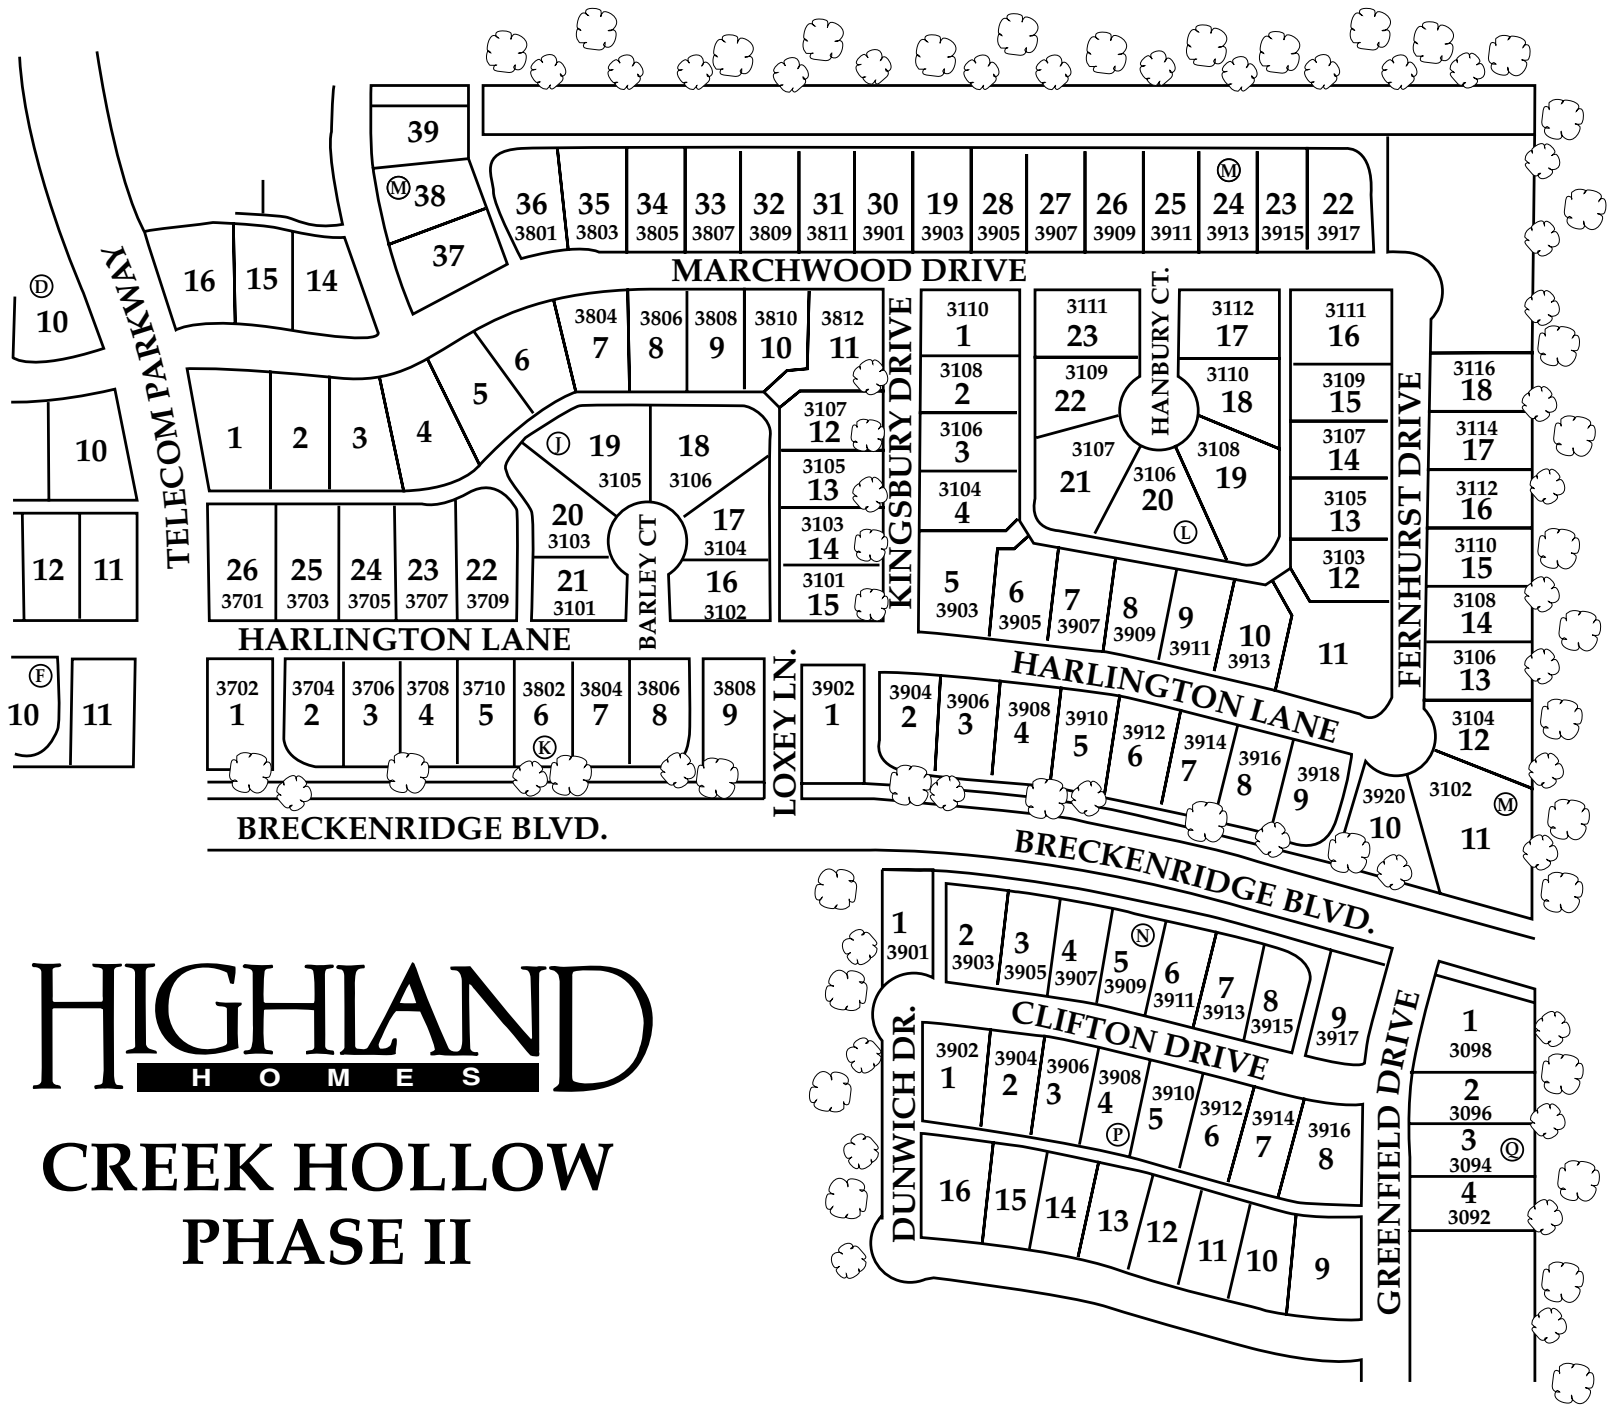 39
M 38
37
36 35 34 33 32 31 30 19 28 27 26 25 M 24 23 22
3801 3803 3805 3807 3809 3811 3901 3903 3905 3907 3909 3911 3913 3915 3917
MARCHWOOD DRIVE
D
10
TELECOM PARKWAY
16 15 14
1 2 3 4 5 6
3804 3806 3808 3810 3812
7 8 9 10 11
3107
12
3105
13
3103
14
3101
15
J 19 18
3105 3106
20 17
3103 3104
21 16
3101 3102
BARLEY CT
KINGSBURY DRIVE
3110
1
3108
2
3106
3
3104
4
3111
23
3109
22
3107
21
3106
20
L
3108
19
3110
18
3112
17
HANBURY CT.
3111
16
3109
15
3107
14
3105
13
3103
12
FERNHURST DRIVE
3116
18
3114
17
3112
16
3110
15
3108
14
3106
13
3104
12
3102 M
11
10
12 11
26 25 24 23 22
3701 3703 3705 3707 3709
HARLINGTON LANE
5 6 7 8 9 10 11
3903 3905 3907 3909 3911 3913
HARLINGTON LANE
F
10 11
3702 3704 3706 3708 3710 3802 3804 3806 3808
1 2 3 4 5 6 7 8 9
K
LOXEY LN.
3902 3904 3906 3908 3910 3912 3914 3916 3918 3920
1 2 3 4 5 6 7 8 9 10
BRECKENRIDGE BLVD.
BRECKENRIDGE BLVD.
1 2 3 4 5 N 6 7 8 9
3901 3903 3905 3907 3909 3911 3913 3915 3917
CLIFTON DRIVE
DUNWICH DR.
3902 3904 3906 3908 3910 3912 3914 3916
1 2 3 4 5 6 7 8
P
16 15 14 13 12 11 10 9
GREENFIELD DRIVE
1
3098
2
3096
3
3094
Q
4
3092
HIGHLAND
HOMES
CREEK HOLLOW
PHASE II